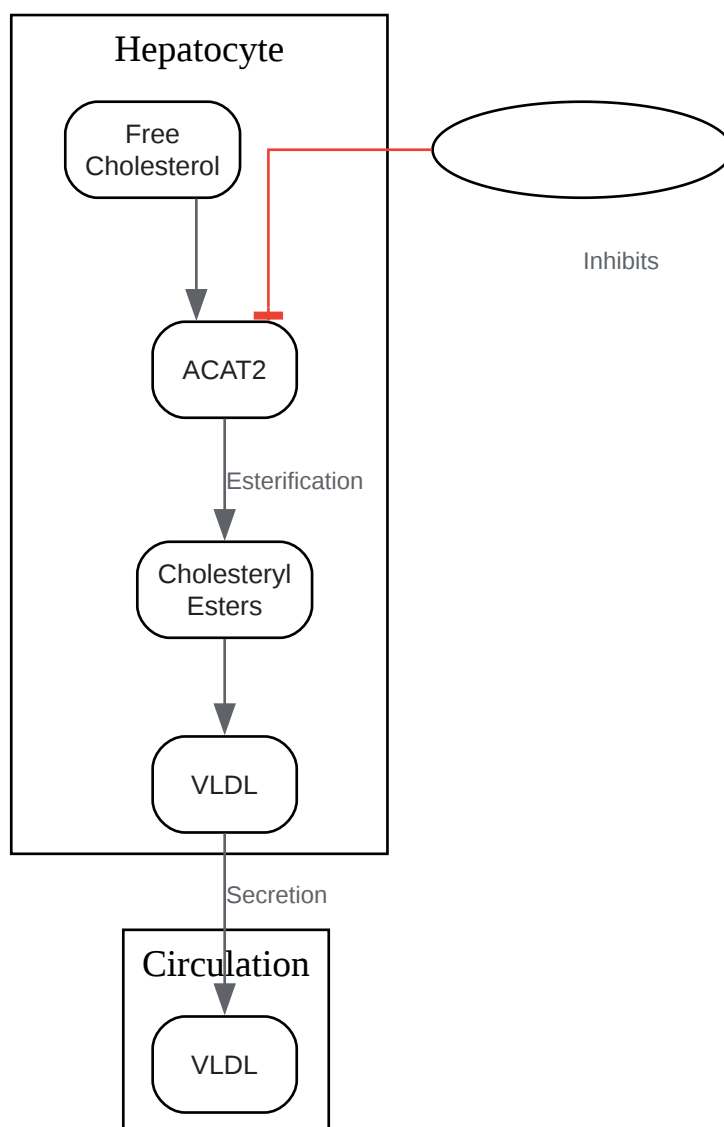 Hepatocyte
Free
Cholesterol
Inhibits
ACAT2
Esterification
Cholesteryl
Esters
VLDL
Secretion
Circulation
VLDL